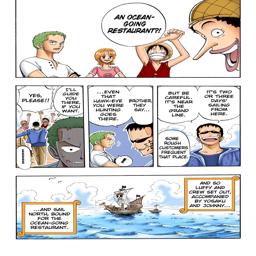 AN OCEAN-
GOING
RESTAURANT?!
IT'S TWO
OR THREE
DAYS'
SAILING
FROM
HERE.
BUT BE
CAREFUL.
IT'S NEAR
THE GRAND
LINE.
SOME
ROUGH
CUSTOMERS
FREQUENT
THAT PLACE.
BROTHER,
THEY
SAY...
...EVEN
THAT
HAWK-EYE
YOU WERE
HUNTING
GOES
THERE.
I'LL
GUIDE
YOU
THERE,
IF YOU
WANT.
YES,
PLEASE!!
AND SO
LUFFY AND
CREW SET OUT,
ACCOMPANIED
BY YOSAKU
AND JOHNNY...
...AND SAIL
NORTH, BOUND
FOR THE
OCEAN-GOING
RESTAURANT.